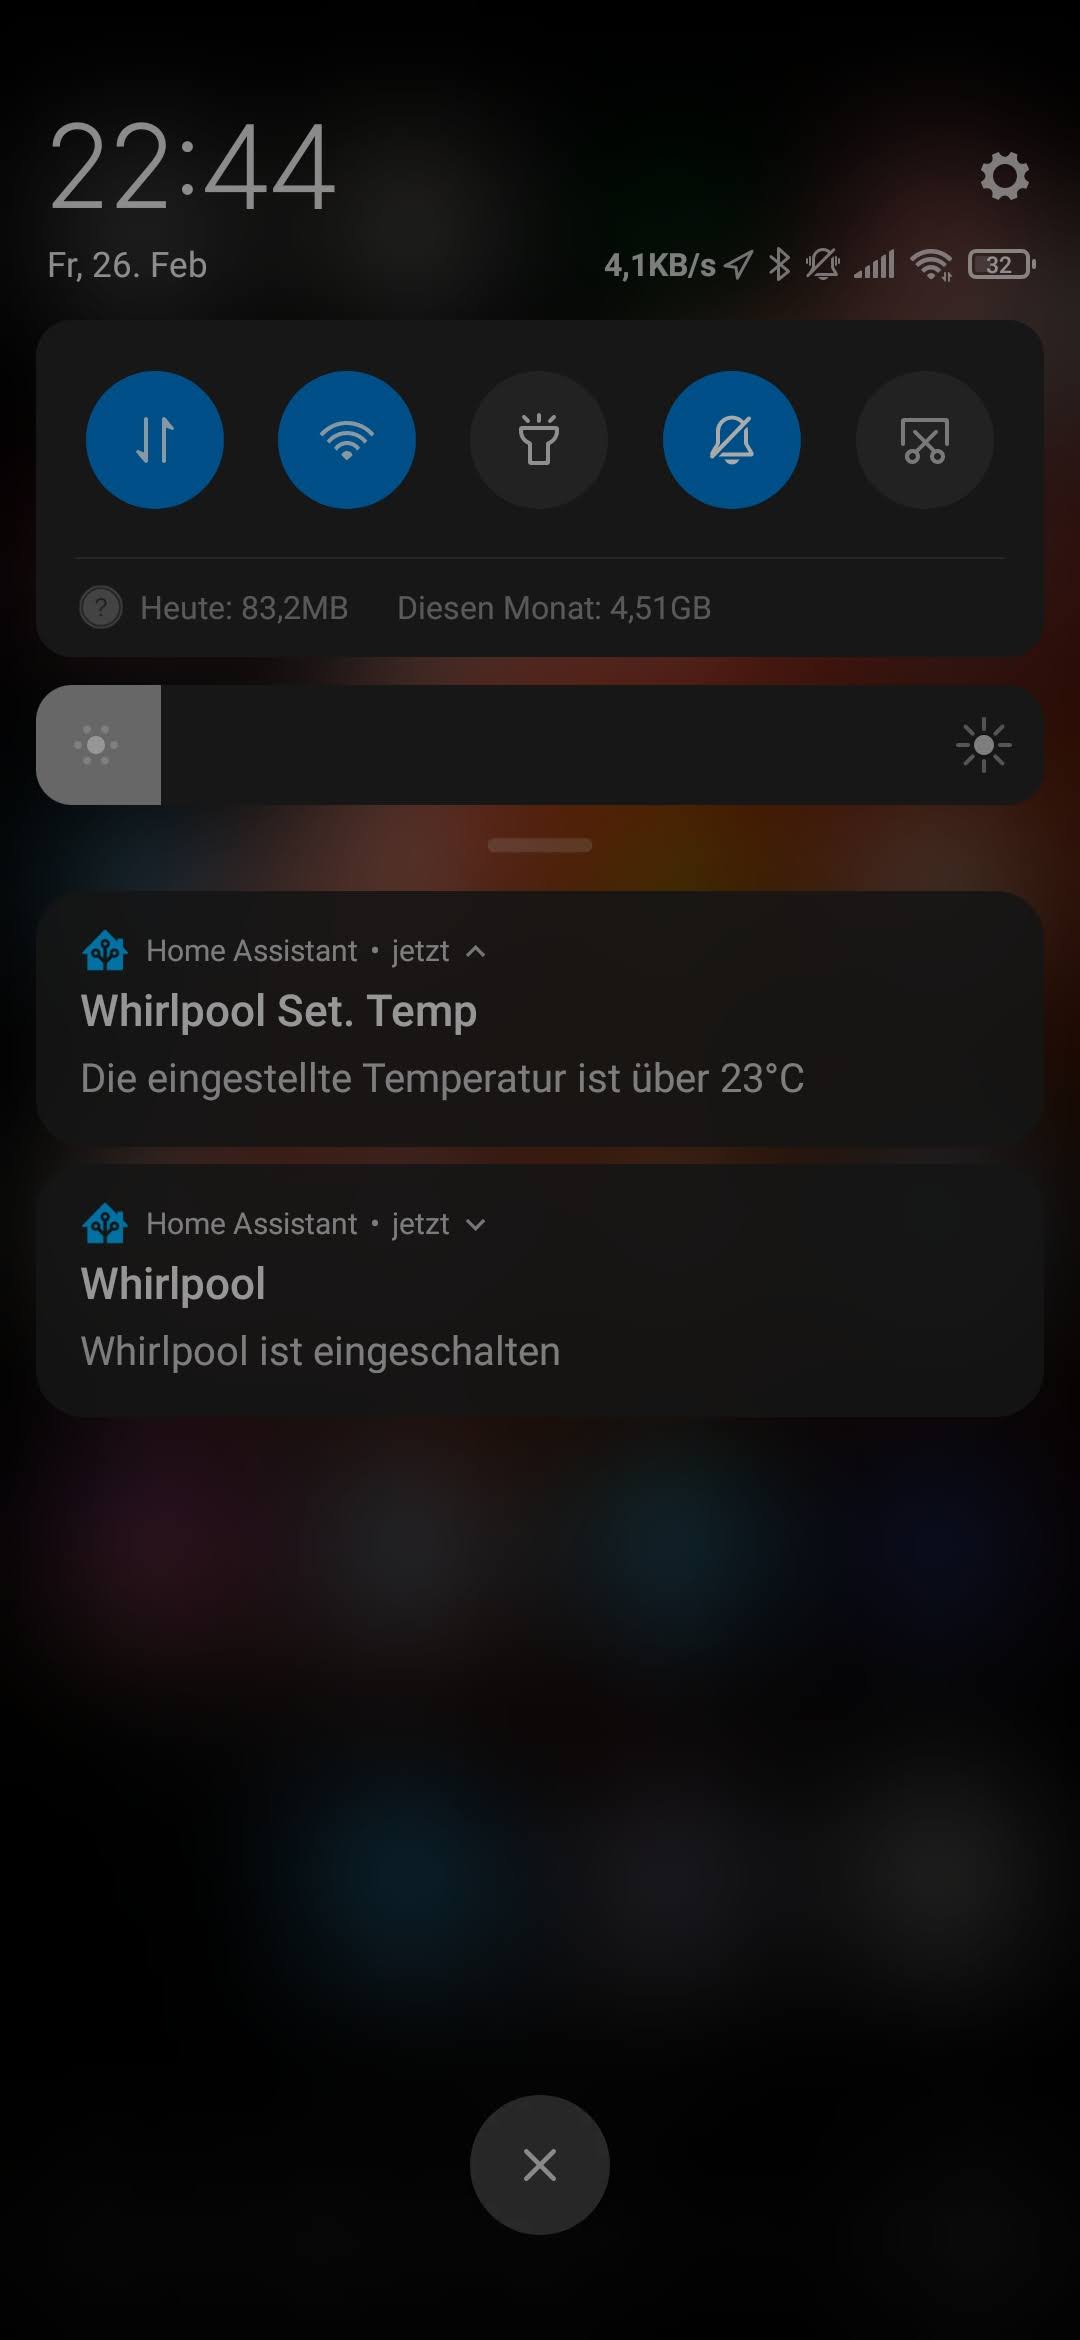 22:44
Fr, 26. Feb
4,1KB/s
32
? Heute: 83,2MB Diesen Monat: 4,51GB
Home Assistant • jetzt
Whirlpool Set. Temp
Die eingestellte Temperatur ist über 23°C
Home Assistant • jetzt
Whirlpool
Whirlpool ist eingeschalten